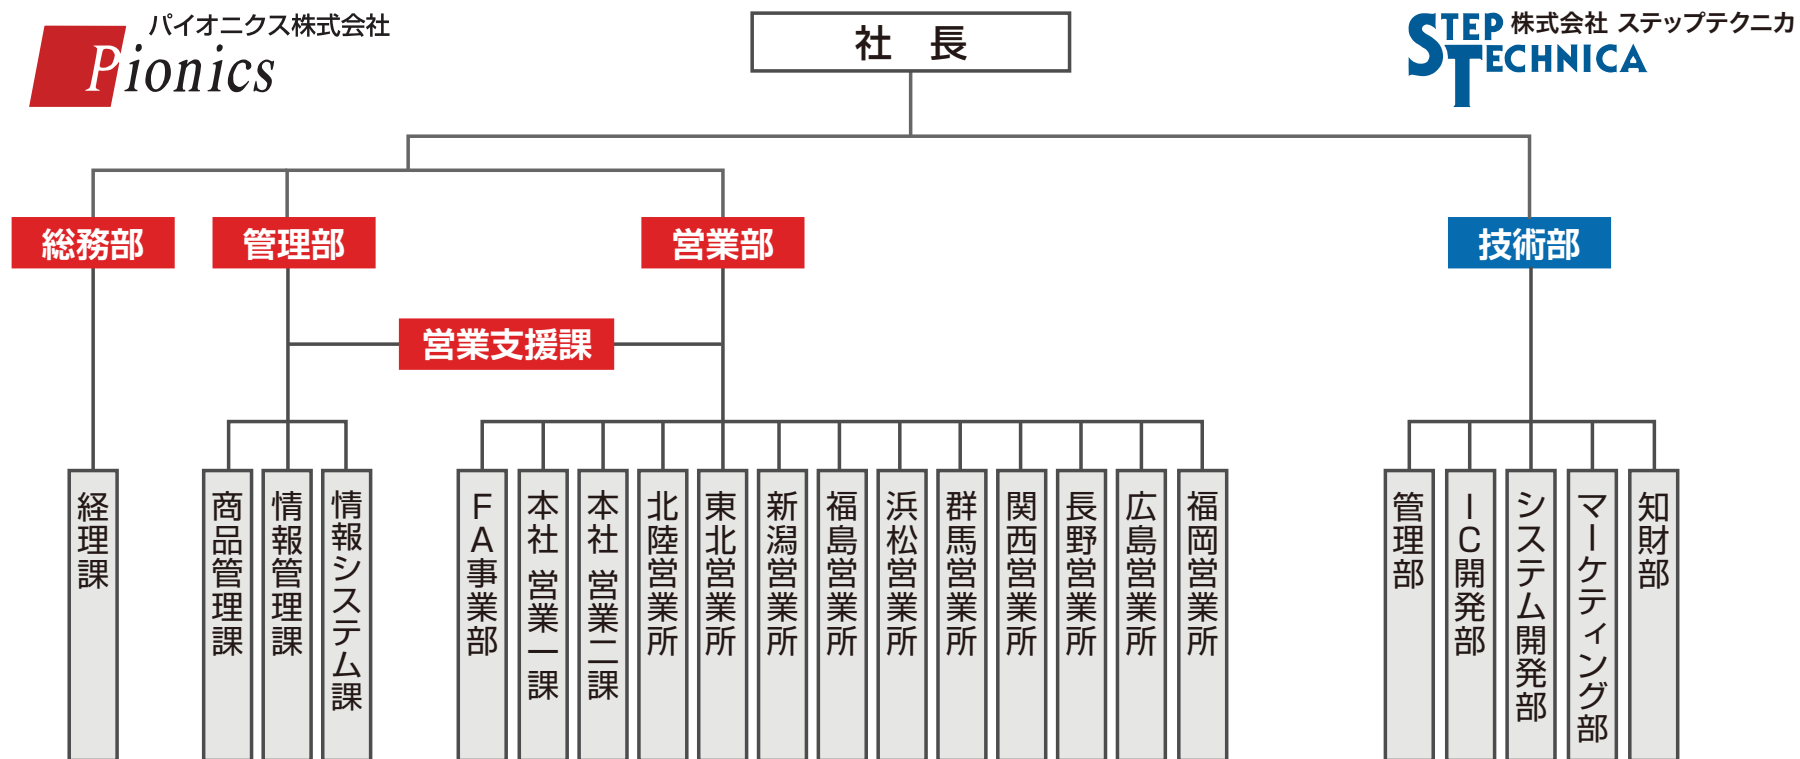 パイオニクス株式会社
Pionics
社 長
STEP
TECHNICA
株式会社 ステップテクニカ
総務部
管理部
営業部
技術部
営業支援課
経理課
商品管理課
情報管理課
情報システム課
FA事業部
本社 営業一課
本社 営業二課
北陸営業所
東北営業所
新潟営業所
福島営業所
浜松営業所
群馬営業所
関西営業所
長野営業所
広島営業所
福岡営業所
管理部
IC開発部
システム開発部
マーケティング部
知財部